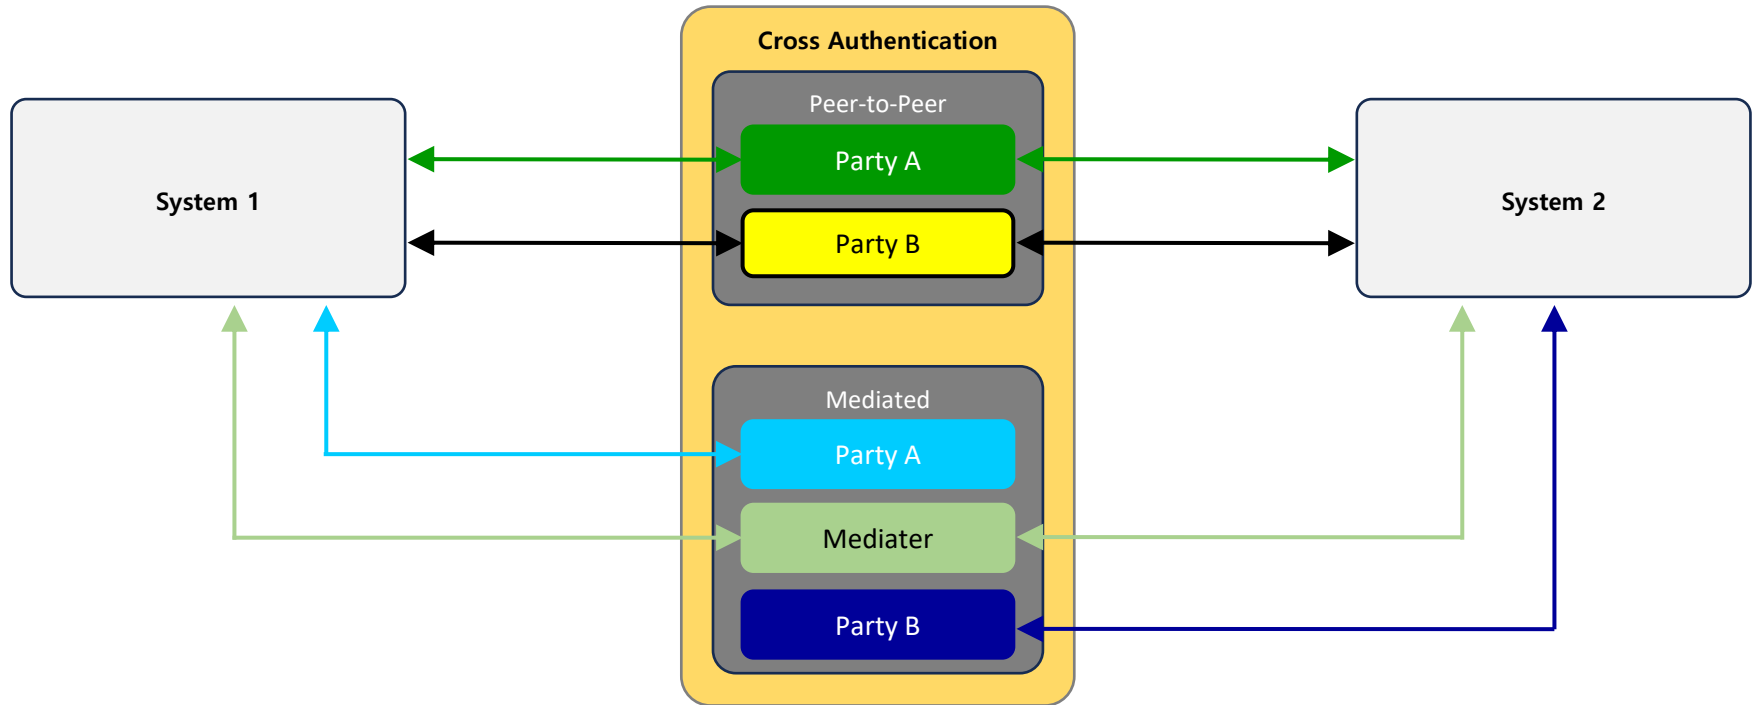 Cross Authentication
Peer-to-Peer
Party A
Party B
System 1
System 2
Mediated
Party A
Mediater
Party B